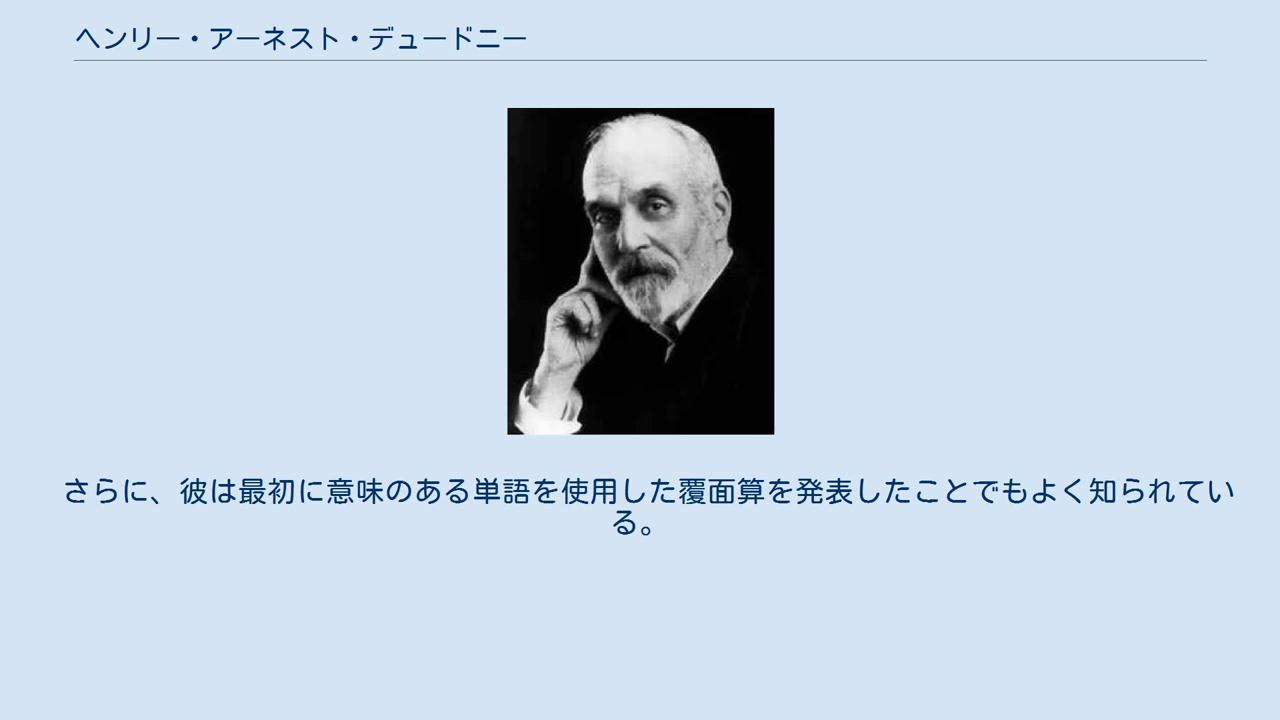 ヘンリー・アーネスト・デュードニー
さらに、彼は最初に意味のある単語を使用した覆面算を発表したことでもよく知られてい
る。